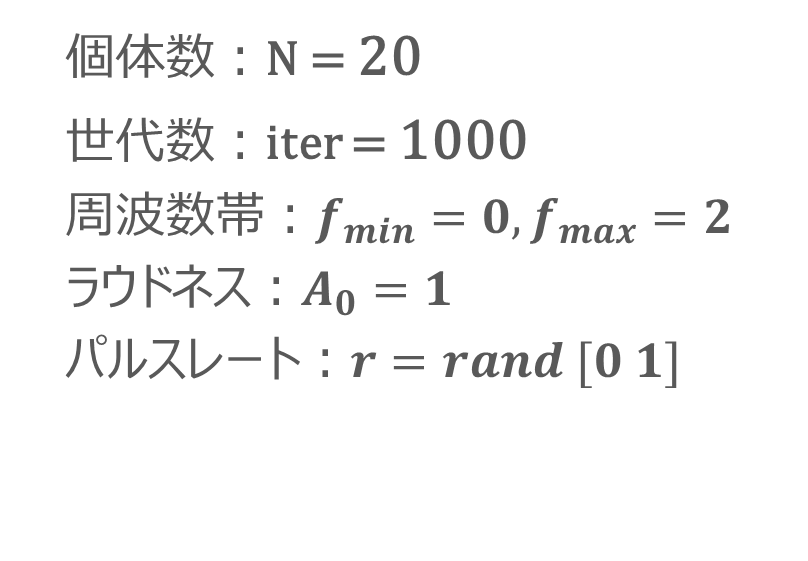 個体数：N = 20
世代数：iter = 1000
周波数帯：f_min = 0, f_max = 2
ラウドネス：A_0 = 1
パルスレート：r = rand [0 1]